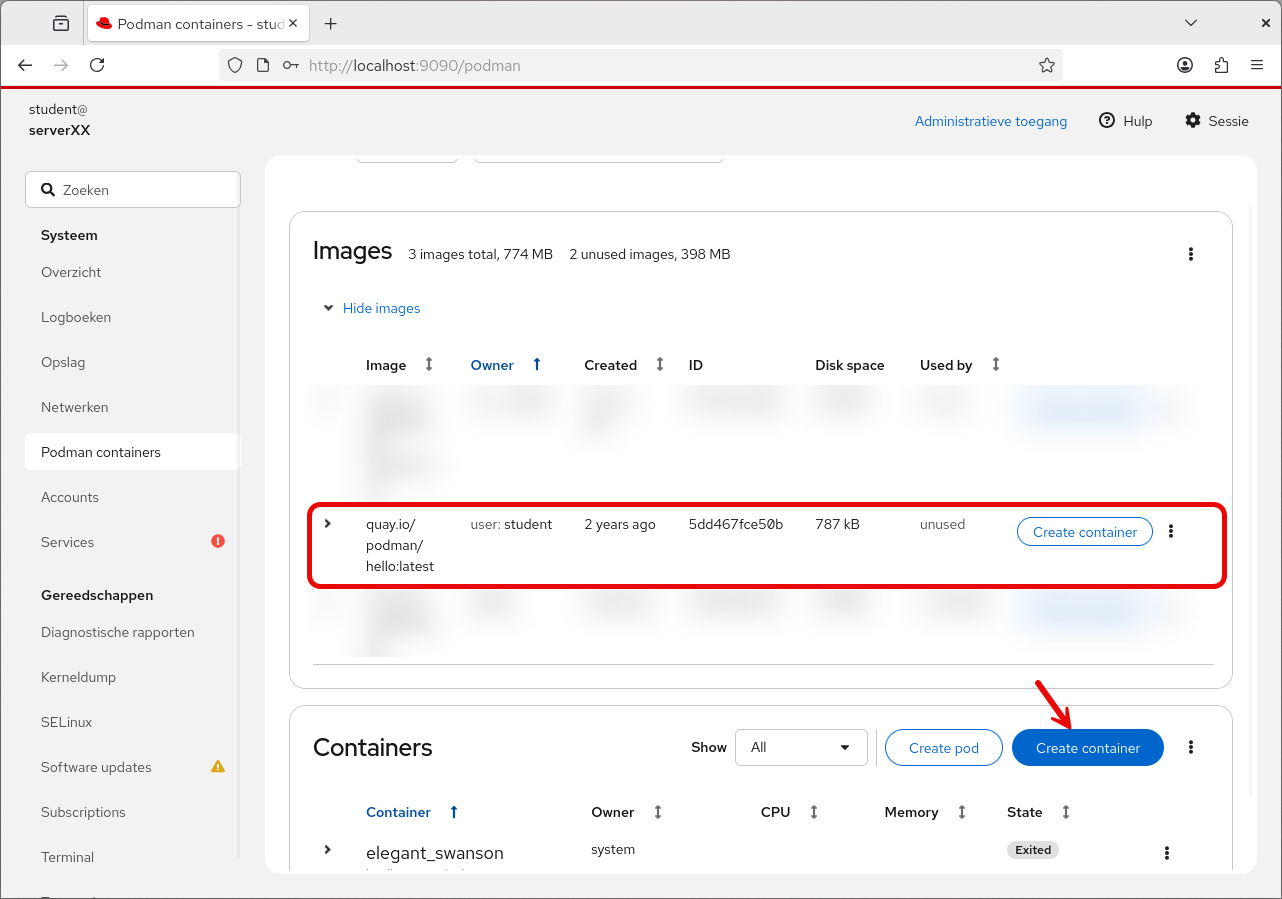 Podman containers - stud
http://localhost:9090/podman
student@
serverXX
Administratieve toegang
Hulp
Sessie
Zoeken
Systeem
Overzicht
Logboeken
Opslag
Netwerken
Podman containers
Accounts
Services
Gereedschappen
Diagnostische rapporten
Kerneldump
SELinux
Software updates
Subscriptions
Terminal
Images 3 images total, 774 MB 2 unused images, 398 MB
Hide images
Image Owner Created ID Disk space Used by
quay.io/ user: student 2 years ago 5dd467fce50b 787 kB unused Create container
podman/
hello:latest
Containers Show All Create pod Create container
Container Owner CPU Memory State
elegant_swanson system Exited